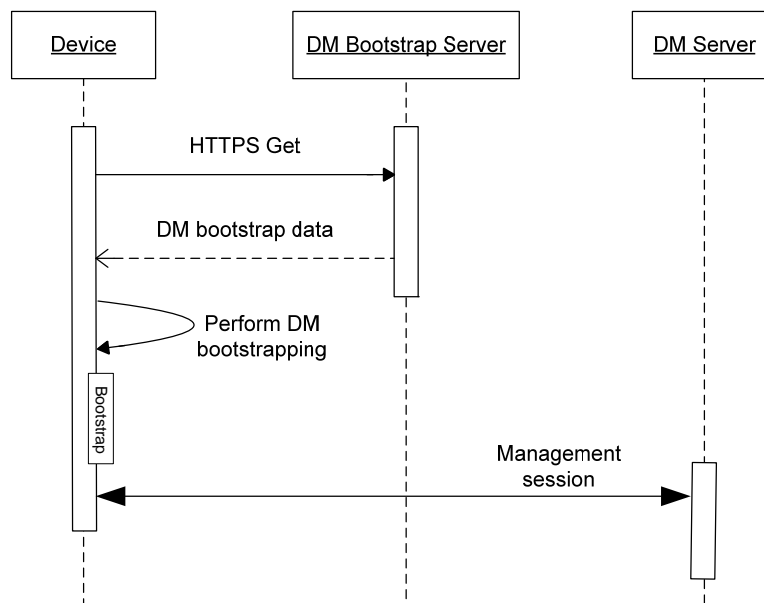 Device
DM Bootstrap Server
DM Server
HTTPS Get
DM bootstrap data
Perform DM
bootstrapping
Bootstrap
Management
session